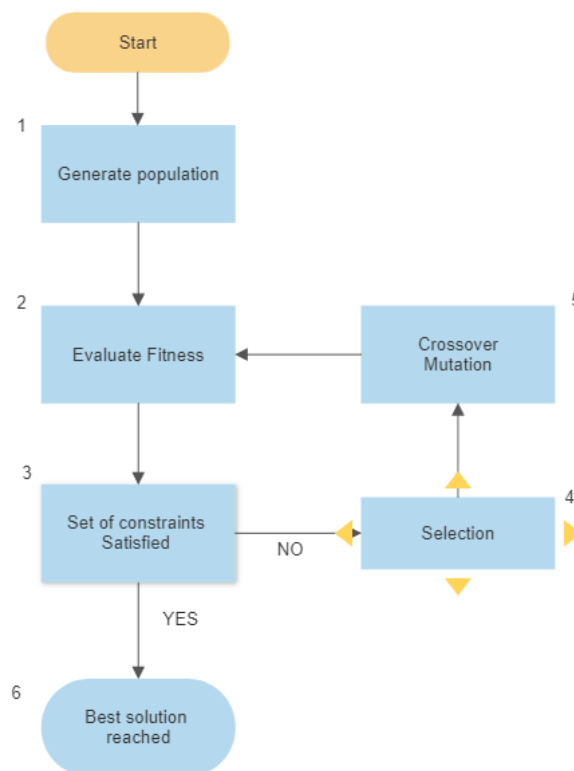 Start
1
Generate population
2
Evaluate Fitness
5
Crossover
Mutation
3
Set of constraints
Satisfied
NO
4
Selection
YES
6
Best solution
reached